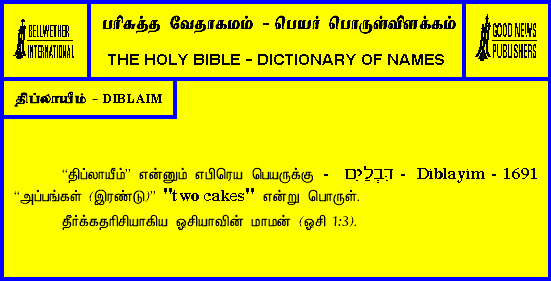 BELLWETHER
INTERNATIONAL
பரிசுத்த வேதாகமம் - பெயர் பொருள்விளக்கம்
THE HOLY BIBLE - DICTIONARY OF NAMES
GOOD NEWS
PUBLISHERS
திப்லாயீம் - DIBLAIM
“திப்லாயீம்” என்னும் எபிரெய பெயருக்கு - דִּבְלַיִם - Diblayim - 1691
“அப்பங்கள் (இரண்டு)” "two cakes" என்று பொருள்.
தீர்க்கதரிசியாகிய ஓசியாவின் மாமன் (ஓசி 1:3).